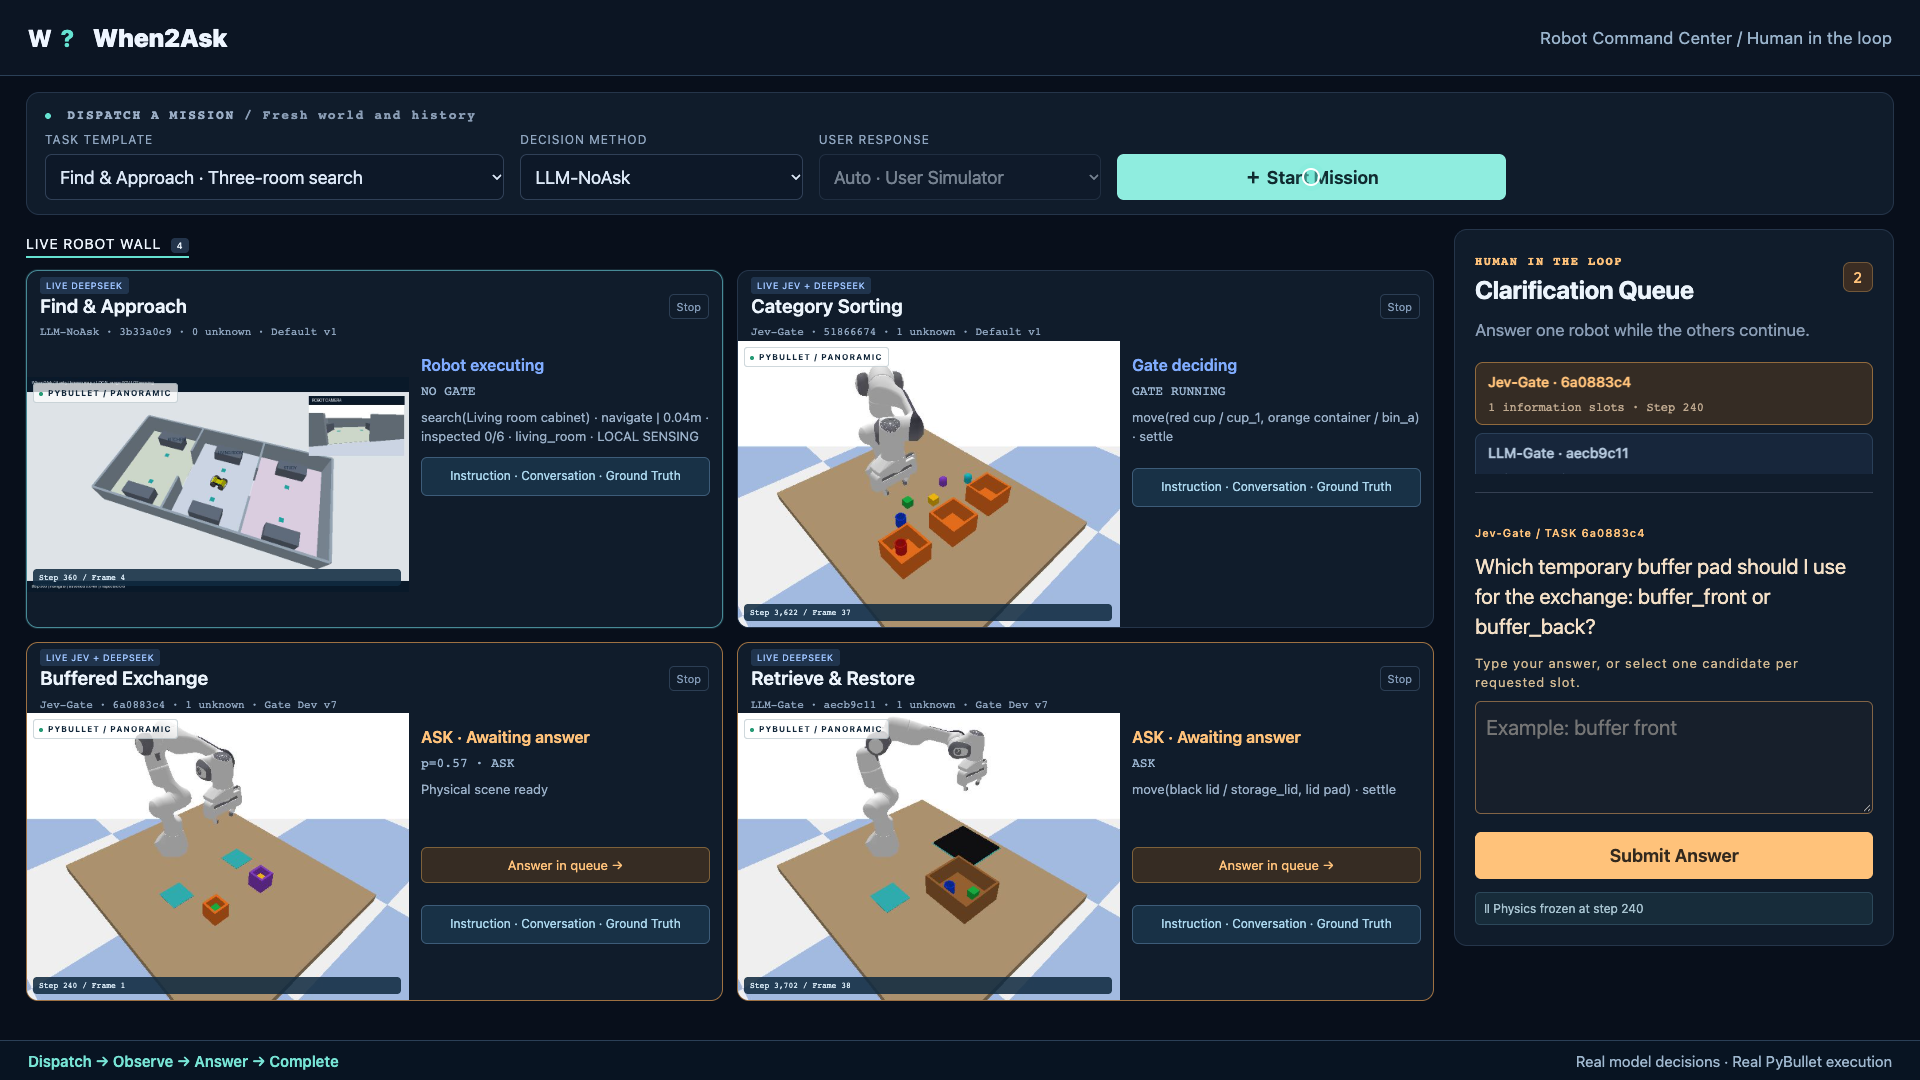 W ? When2Ask
Robot Command Center / Human in the loop
DISPATCH A MISSION / Fresh world and history
TASK TEMPLATE
DECISION METHOD
USER RESPONSE
Find & Approach · Three-room search
LLM-NoAsk
Auto · User Simulator
+ Start Mission
LIVE ROBOT WALL 4
LIVE DEEPSEEK
Find & Approach
Stop
LLM-NoAsk · 3b33a0c9 · 0 unknown · Default v1
PYBULLET / PANORAMIC
ROBOT CAMERA
Step 360 / Frame 4
Robot executing
NO GATE
search(Living room cabinet) · navigate | 0.04m ·
inspected 0/6 · living_room · LOCAL SENSING
Instruction · Conversation · Ground Truth
LIVE JEV + DEEPSEEK
Category Sorting
Stop
Jev-Gate · 51866674 · 1 unknown · Default v1
PYBULLET / PANORAMIC
Step 3,622 / Frame 37
Gate deciding
GATE RUNNING
move(red cup / cup_1, orange container / bin_a)
· settle
Instruction · Conversation · Ground Truth
LIVE JEV + DEEPSEEK
Buffered Exchange
Stop
Jev-Gate · 6a0883c4 · 1 unknown · Gate Dev v7
PYBULLET / PANORAMIC
Step 240 / Frame 1
ASK · Awaiting answer
p=0.57 · ASK
Physical scene ready
Answer in queue →
Instruction · Conversation · Ground Truth
LIVE DEEPSEEK
Retrieve & Restore
Stop
LLM-Gate · aecb9c11 · 1 unknown · Gate Dev v7
PYBULLET / PANORAMIC
Step 3,702 / Frame 38
ASK · Awaiting answer
ASK
move(black lid / storage_lid, lid pad) · settle
Answer in queue →
Instruction · Conversation · Ground Truth
HUMAN IN THE LOOP
Clarification Queue
2
Answer one robot while the others continue.
Jev-Gate · 6a0883c4
1 information slots · Step 240
LLM-Gate · aecb9c11
Jev-Gate / TASK 6a0883c4
Which temporary buffer pad should I use
for the exchange: buffer_front or
buffer_back?
Type your answer, or select one candidate per
requested slot.
Example: buffer front
Submit Answer
Physics frozen at step 240
Dispatch → Observe → Answer → Complete
Real model decisions · Real PyBullet execution